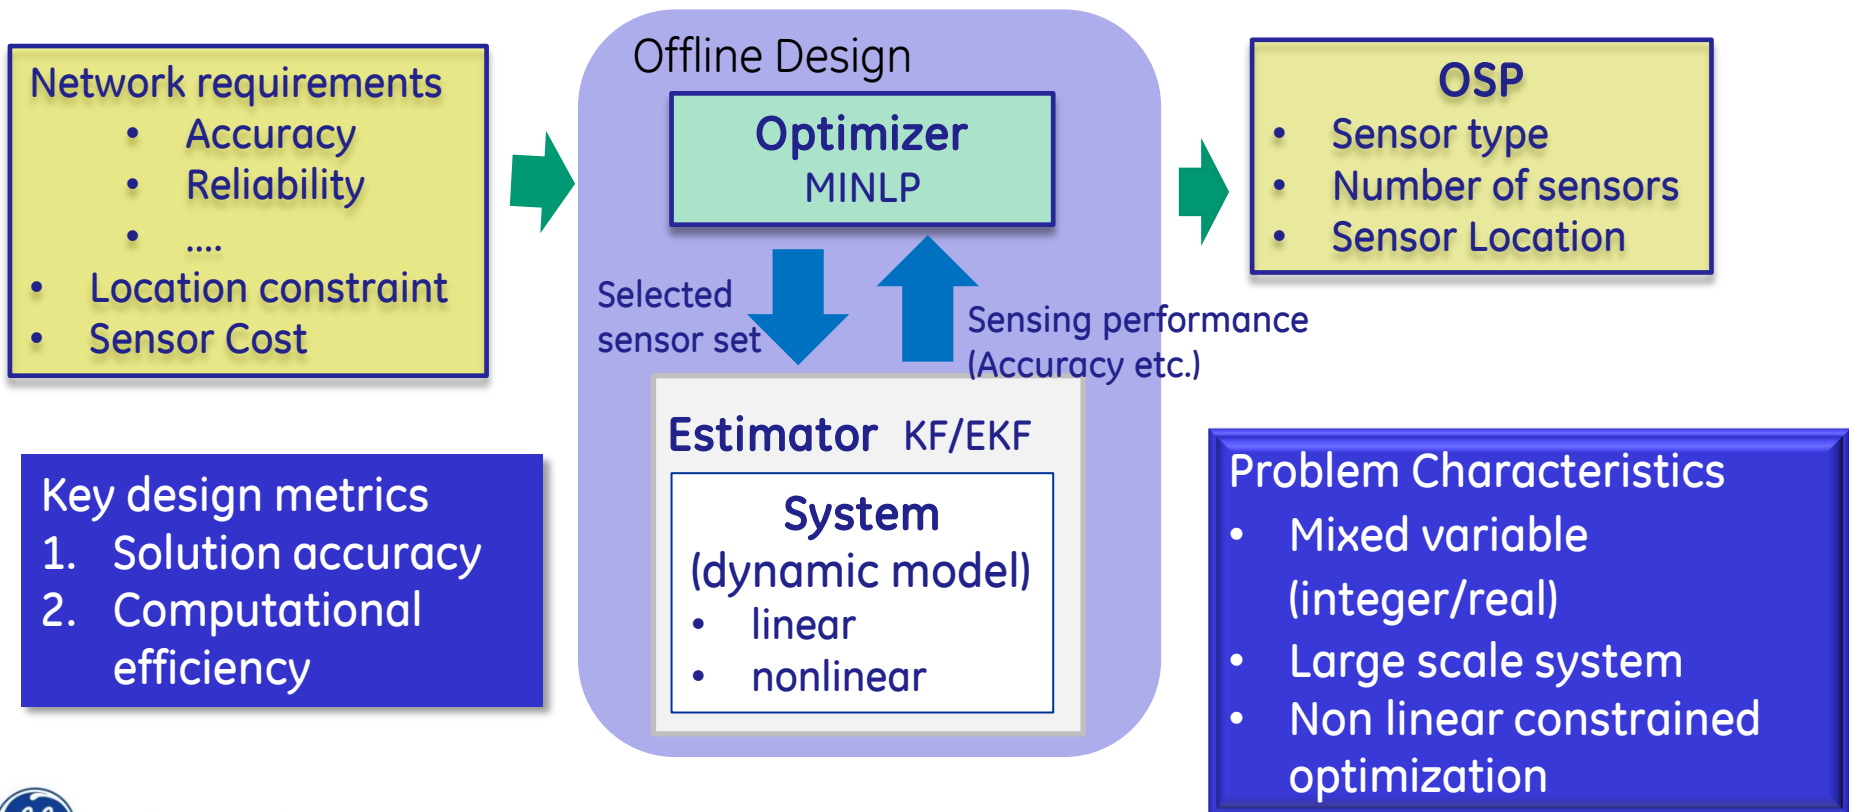 Network requirements
• Accuracy
• Reliability
• ....
• Location constraint
• Sensor Cost
Offline Design
Optimizer
MINLP
Selected
sensor set
Sensing performance
(Accuracy etc.)
Estimator KF/EKF
System
(dynamic model)
• linear
• nonlinear
OSP
• Sensor type
• Number of sensors
• Sensor Location
Key design metrics
1. Solution accuracy
2. Computational
efficiency
Problem Characteristics
• Mixed variable
(integer/real)
• Large scale system
• Non linear constrained
optimization